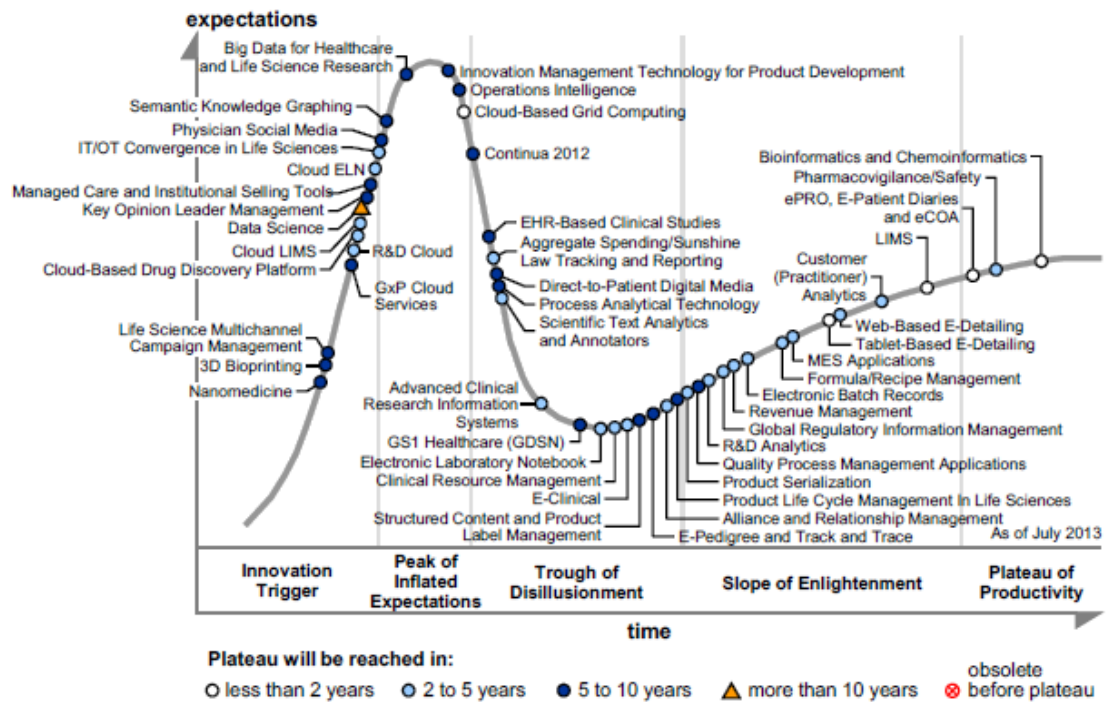 expectations
Big Data for Healthcare
and Life Science Research
Innovation Management Technology for Product Development
Operations Intelligence
Semantic Knowledge Graphing
Cloud-Based Grid Computing
Physician Social Media
IT/OT Convergence in Life Sciences
Continua 2012
Cloud ELN
Bioinformatics and Chemoinformatics
Pharmacovigilance/Safety
Managed Care and Institutional Selling Tools
ePRO, E-Patient Diaries
and eCOA
Key Opinion Leader Management
Data Science
EHR-Based Clinical Studies
LIMS
Cloud LIMS
R&D Cloud
Aggregate Spending/Sunshine
Law Tracking and Reporting
Cloud-Based Drug Discovery Platform
Customer
(Practitioner)
Analytics
GxP Cloud
Services
Direct-to-Patient Digital Media
Process Analytical Technology
Scientific Text Analytics
and Annotators
Life Science Multichannel
Campaign Management
3D Bioprinting
Nanomedicine
Web-Based E-Detailing
Tablet-Based E-Detailing
MES Applications
Formula/Recipe Management
Advanced Clinical
Research Information
Systems
Electronic Batch Records
Revenue Management
Global Regulatory Information Management
GS1 Healthcare (GDSN)
R&D Analytics
Electronic Laboratory Notebook
Quality Process Management Applications
Clinical Resource Management
Product Serialization
E-Clinical
Product Life Cycle Management In Life Sciences
Structured Content and Product
Label Management
Alliance and Relationship Management
E-Pedigree and Track and Trace
As of July 2013
Innovation
Trigger
Peak of
Inflated
Expectations
Trough of
Disillusionment
Slope of Enlightenment
Plateau of
Productivity
time
Plateau will be reached in:
less than 2 years
2 to 5 years
5 to 10 years
more than 10 years
obsolete
before plateau